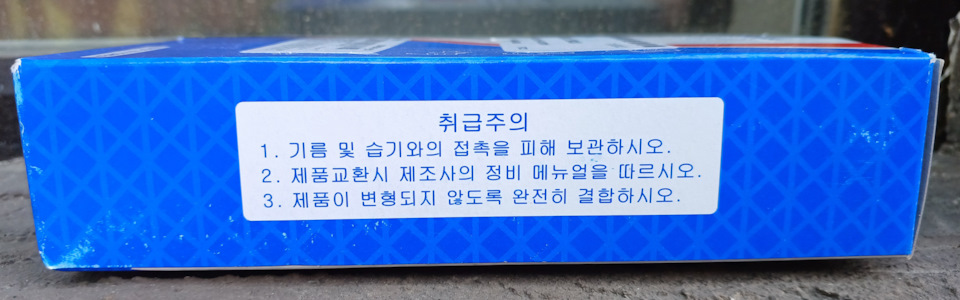 취급주의
1. 기름 및 습기와의 접촉을 피해 보관하시오.
2. 제품교환시 제조사의 정비 메뉴얼을 따르시오.
3. 제품이 변형되지 않도록 완전히 결합하시오.